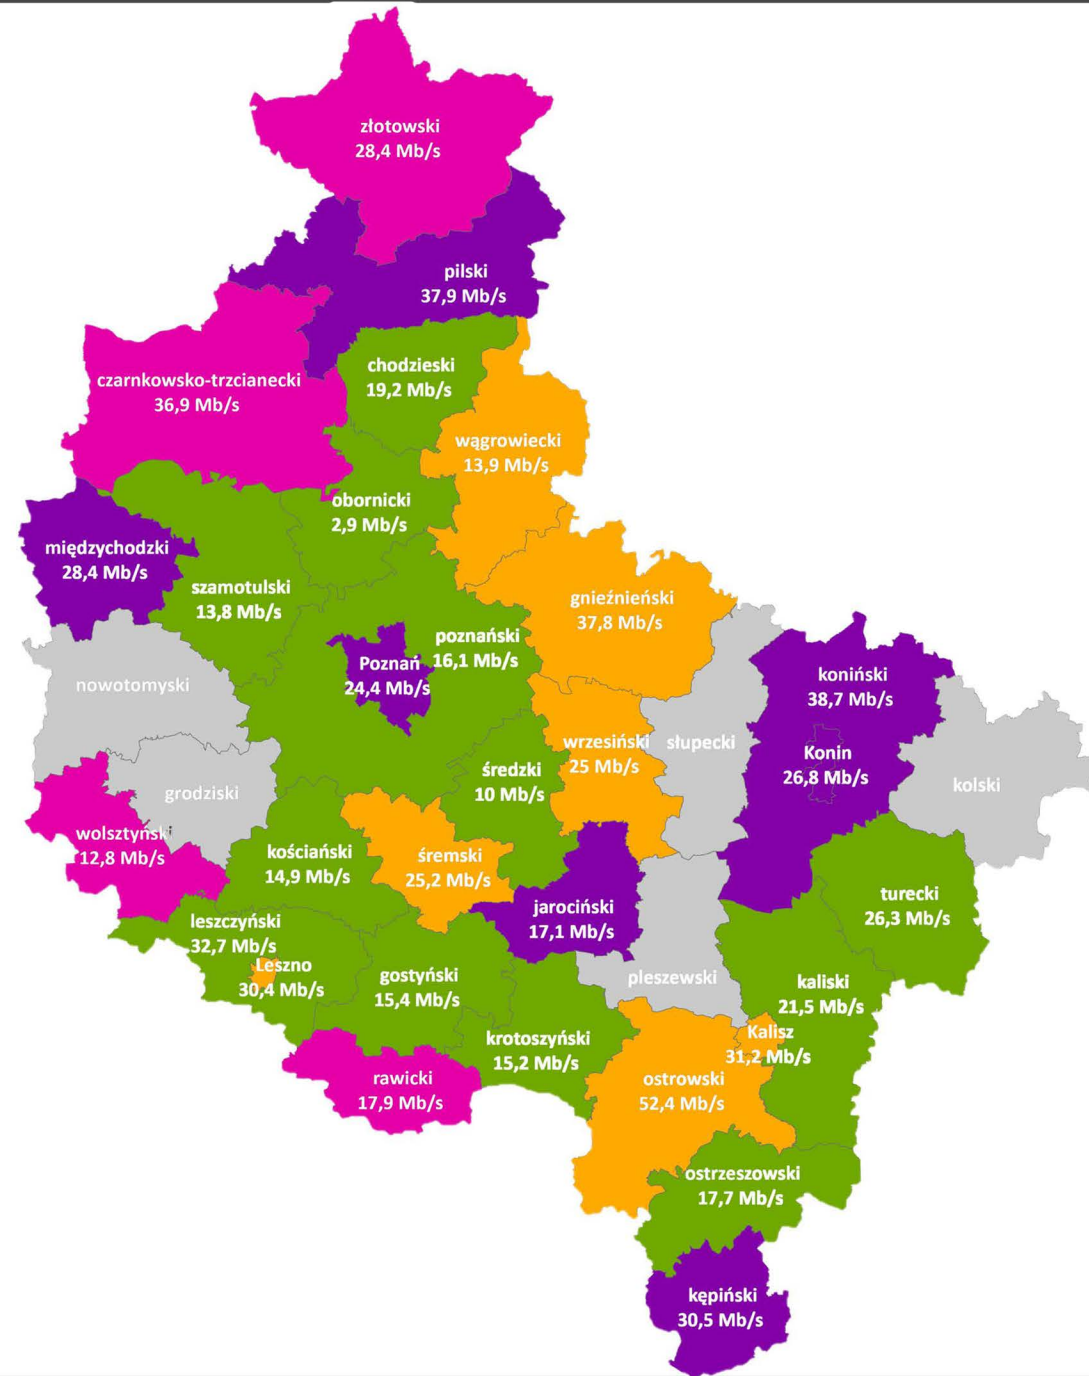 złotowski
28,4 Mb/s
pilski
37,9 Mb/s
chodzieski
19,2 Mb/s
czarnkowsko-trzcianecki
36,9 Mb/s
wągrowiecki
13,9 Mb/s
obornicki
2,9 Mb/s
międzychodzki
28,4 Mb/s
szamotulski
13,8 Mb/s
gnieźnieński
37,8 Mb/s
poznański
16,1 Mb/s
Poznań
24,4 Mb/s
koniński
38,7 Mb/s
nowotomyski
wrzesiński
25 Mb/s
słupecki
Konin
26,8 Mb/s
średzki
10 Mb/s
kolski
grodziski
wolsztyński
12,8 Mb/s
kościański
14,9 Mb/s
śremski
25,2 Mb/s
turecki
26,3 Mb/s
jarociński
17,1 Mb/s
leszczyński
32,7 Mb/s
Leszno
30,4 Mb/s
gostyński
15,4 Mb/s
pleszewski
kaliski
21,5 Mb/s
Kalisz
31,2 Mb/s
krotoszyński
15,2 Mb/s
rawicki
17,9 Mb/s
ostrowski
52,4 Mb/s
ostrzeszowski
17,7 Mb/s
kępiński
30,5 Mb/s